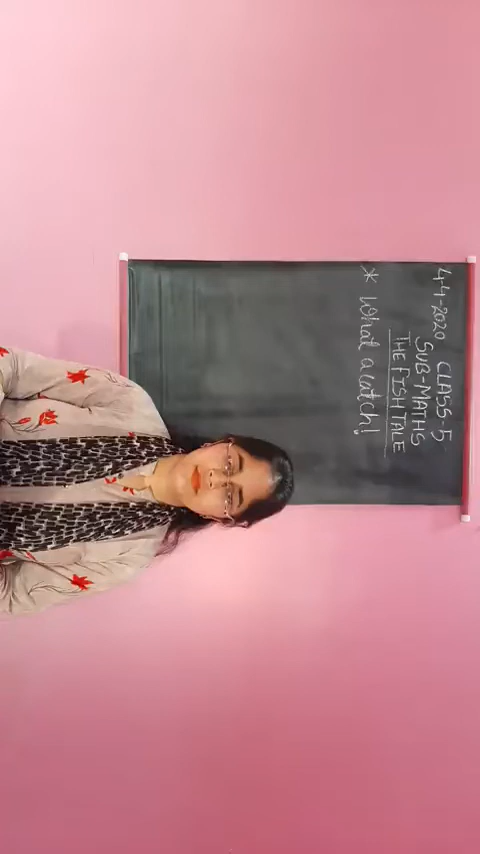 4-4-2020
CLASS-5
SUB-MATHS
THE FISH TALE
* What a catch!